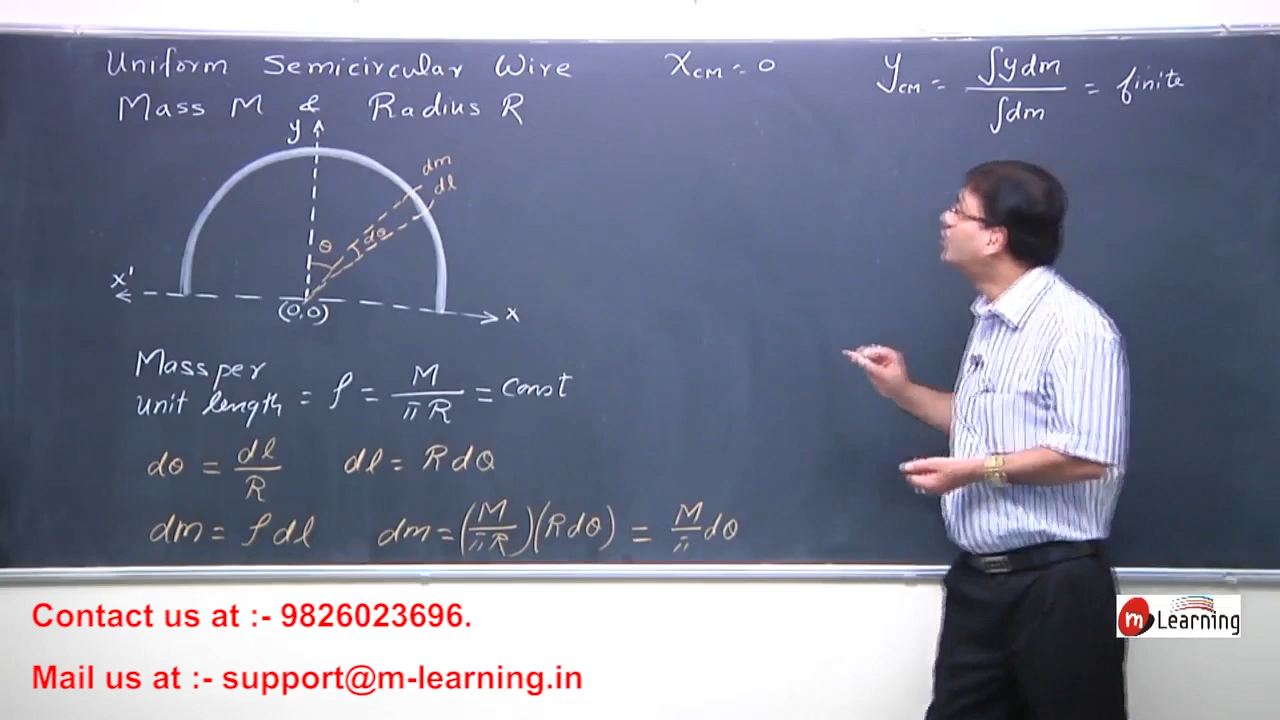 Uniform Semicircular Wire
Mass M & Radius R
X_CM = 0
Y_CM = ∫y dm / ∫dm = finite
y
dm
dl
θ
dθ
x'
(0,0)
x
Mass per
unit length = ρ = M / πR = const
dθ = dl / R dl = R dθ
dm = ρ dl dm = (M / πR)(R dθ) = M / π dθ
Contact us at :- 9826023696.
Mail us at :- support@m-learning.in
m Learning